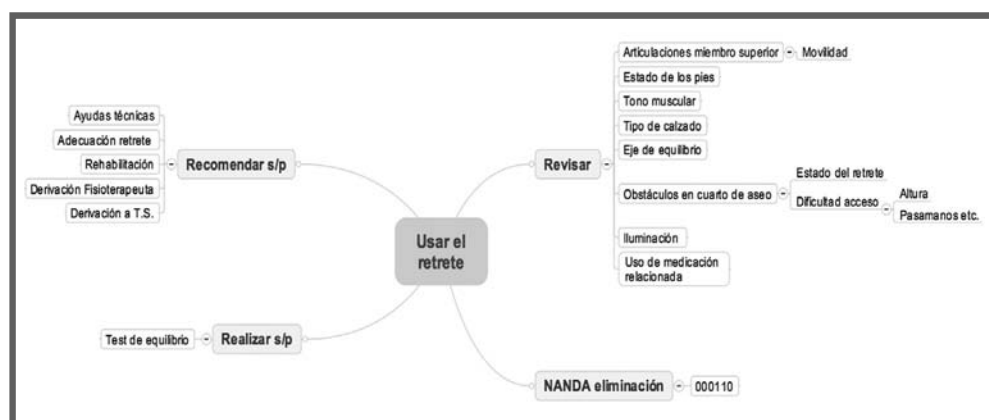 Usar el
retrete
Recomendar s/p
Ayudas técnicas
Adecuación retrete
Rehabilitación
Derivación Fisioterapeuta
Derivación a T.S.
Realizar s/p
Test de equilibrio
Revisar
Articulaciones miembro superior
Movilidad
Estado de los pies
Tono muscular
Tipo de calzado
Eje de equilibrio
Obstáculos en cuarto de aseo
Estado del retrete
Dificultad acceso
Altura
Pasamanos etc.
Iluminación
Uso de medicación
relacionada
NANDA eliminación
000110